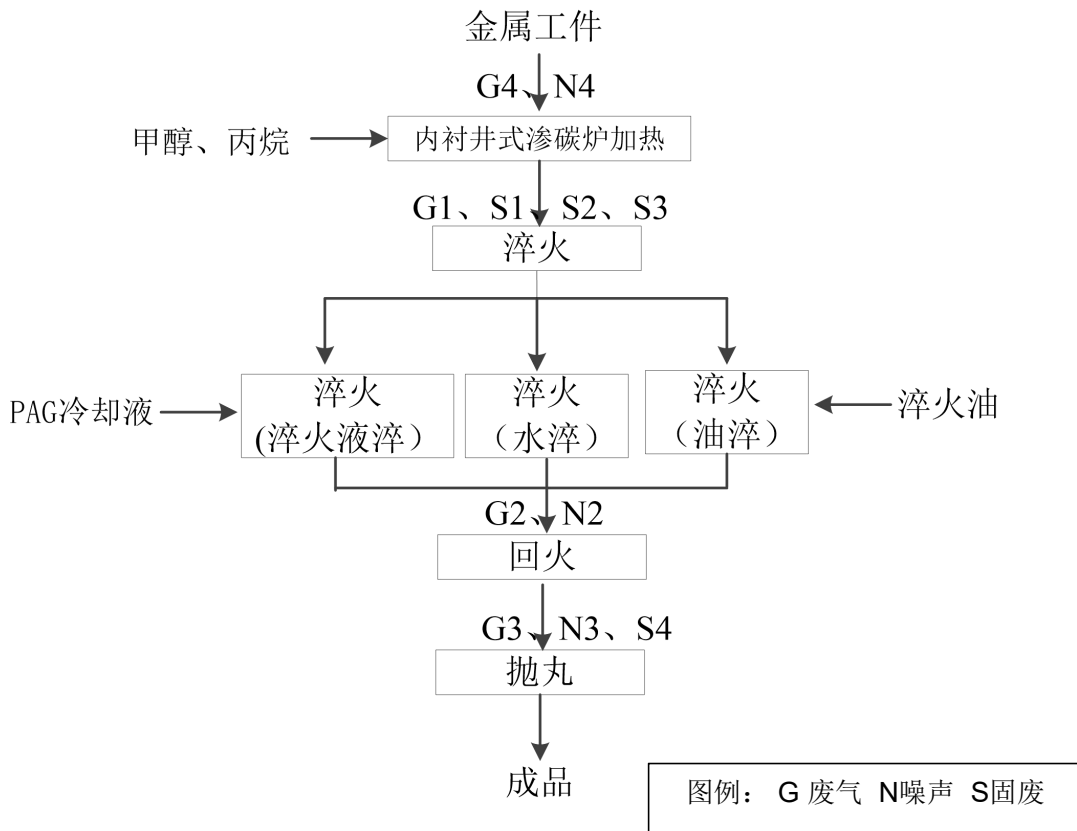 金属工件
G4、N4
甲醇、丙烷
内衬井式渗碳炉加热
G1、S1、S2、S3
淬火
PAG冷却液
淬火
(淬火液淬）
淬火
（水淬）
淬火
（油淬）
淬火油
G2、N2
回火
G3、N3、S4
抛丸
成品
图例： G 废气 N噪声 S固废